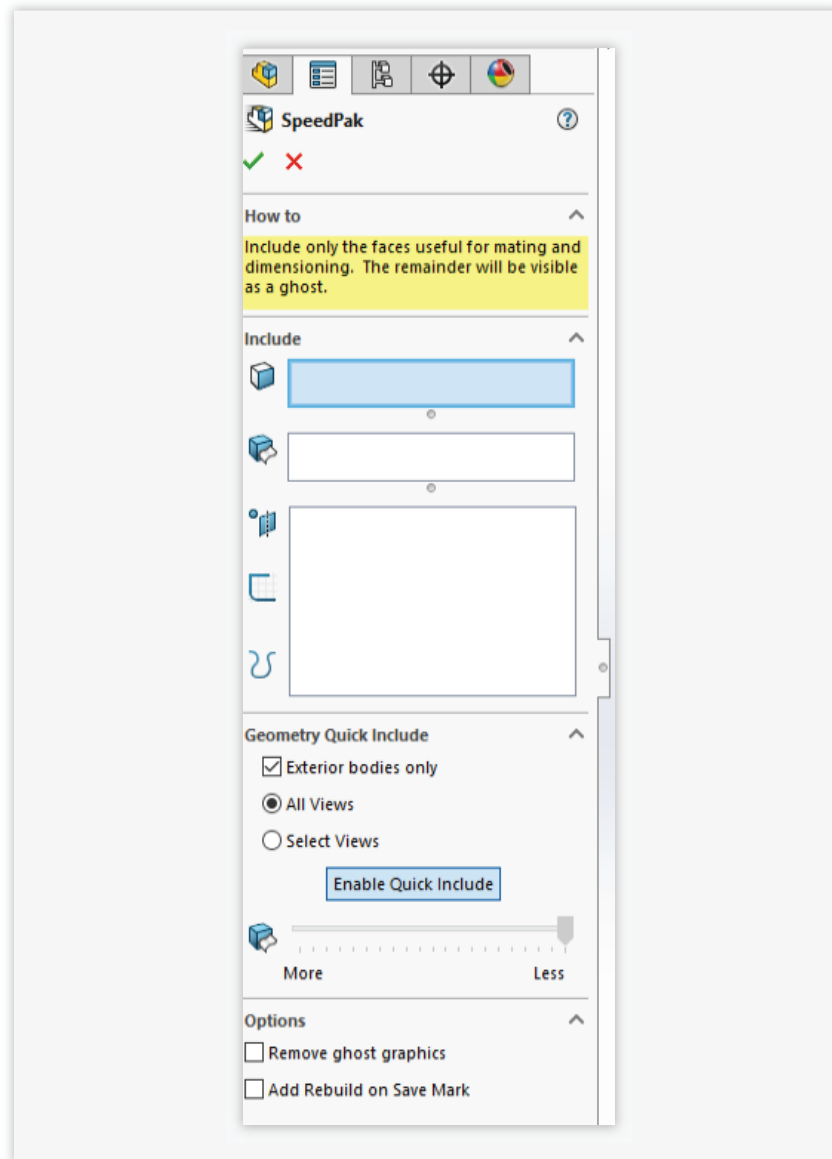 SpeedPak
How to
Include only the faces useful for mating and
dimensioning. The remainder will be visible
as a ghost.
Include
Geometry Quick Include
Exterior bodies only
All Views
Select Views
Enable Quick Include
More Less
Options
Remove ghost graphics
Add Rebuild on Save Mark